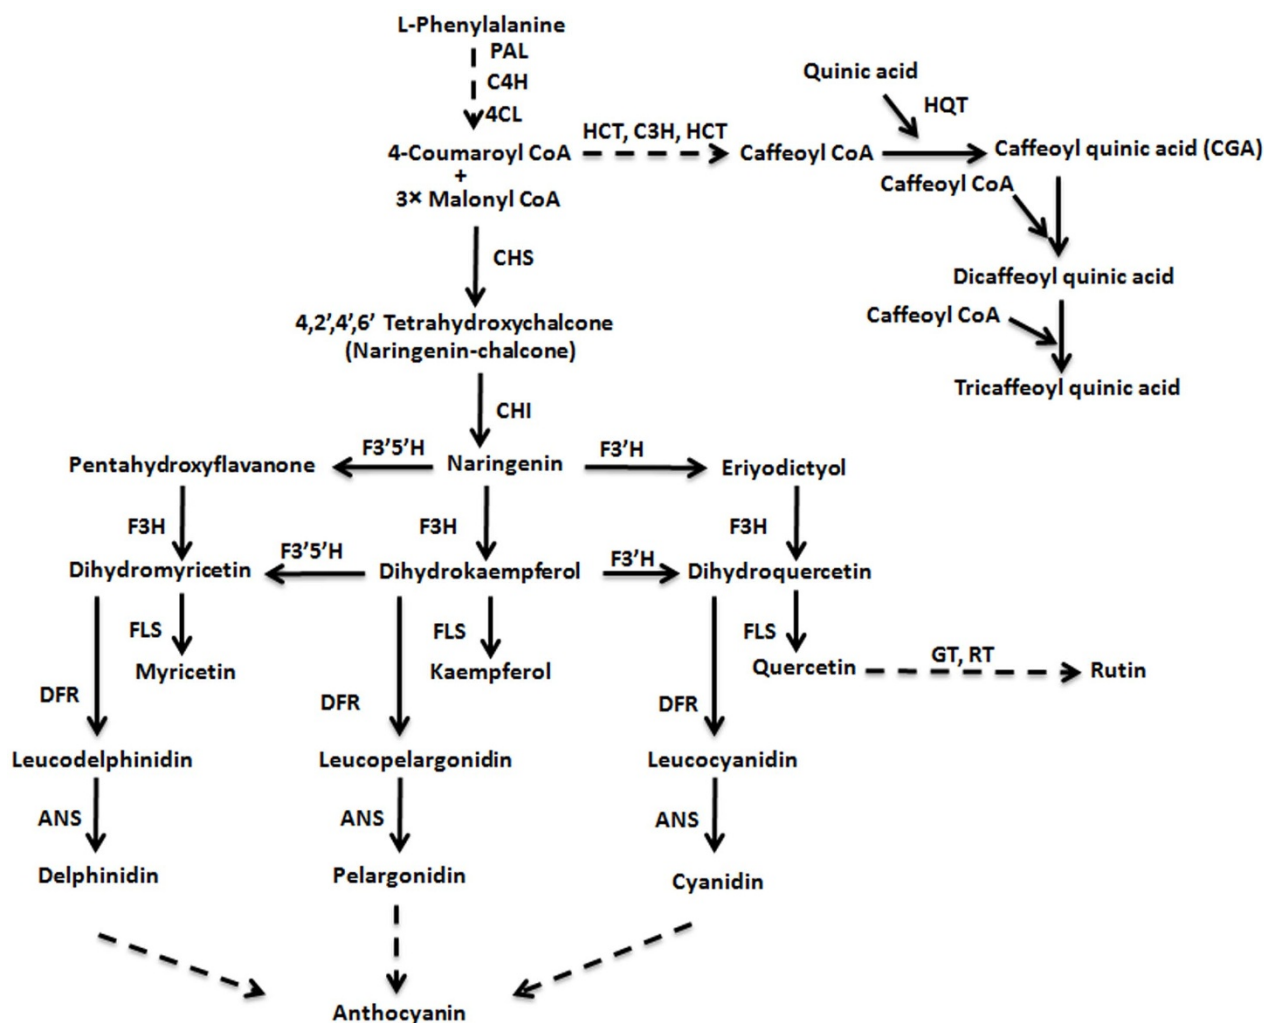 L-Phenylalanine
PAL
C4H
4CL
Quinic acid
HQT
HCT, C3H, HCT
4-Coumaroyl CoA
Caffeoyl CoA
Caffeoyl quinic acid (CGA)
+
3× Malonyl CoA
Caffeoyl CoA
CHS
Dicaffeoyl quinic acid
Caffeoyl CoA
4,2',4',6' Tetrahydroxychalcone
(Naringenin-chalcone)
Tricaffeoyl quinic acid
CHI
F3'5'H
F3'H
Pentahydroxyflavanone
Naringenin
Eriyodictyol
F3H
F3H
F3H
F3'5'H
F3'H
Dihydromyricetin
Dihydrokaempferol
Dihydroquercetin
FLS
FLS
FLS
Myricetin
Kaempferol
Quercetin
GT, RT
Rutin
DFR
DFR
DFR
Leucodelphinidin
Leucopelargonidin
Leucocyanidin
ANS
ANS
ANS
Delphinidin
Pelargonidin
Cyanidin
Anthocyanin